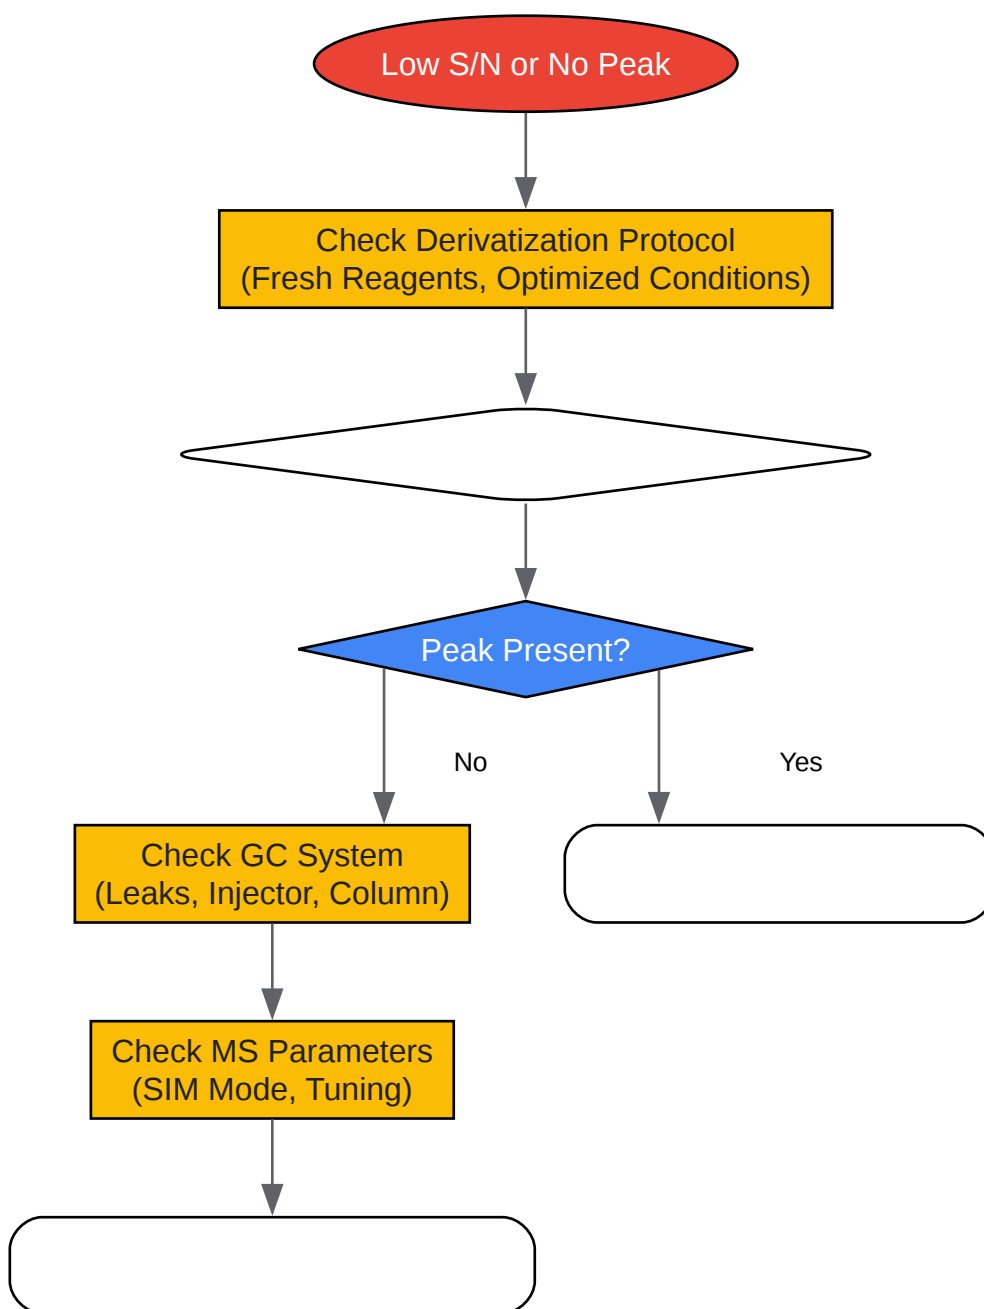 Low S/N or No Peak
Check Derivatization Protocol
(Fresh Reagents, Optimized Conditions)
Peak Present?
No
Yes
Check GC System
(Leaks, Injector, Column)
Check MS Parameters
(SIM Mode, Tuning)